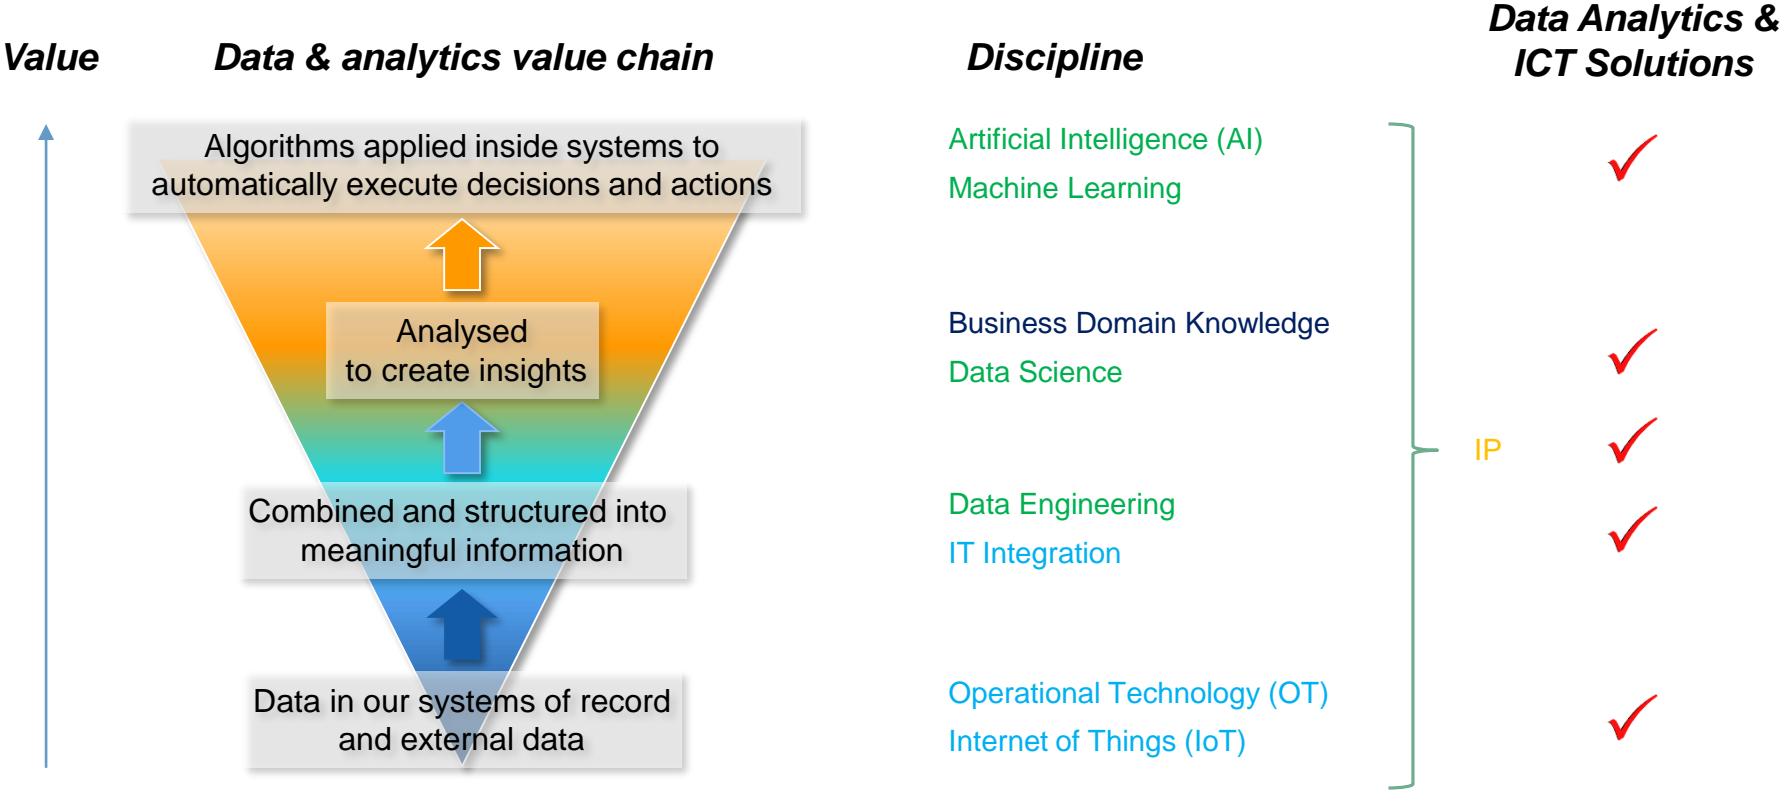 Value
Data & analytics value chain
Discipline
Data Analytics &
ICT Solutions
Algorithms applied inside systems to
automatically execute decisions and actions
Artificial Intelligence (AI)
Machine Learning
Analysed
to create insights
Business Domain Knowledge
Data Science
IP
Combined and structured into
meaningful information
Data Engineering
IT Integration
Data in our systems of record
and external data
Operational Technology (OT)
Internet of Things (IoT)